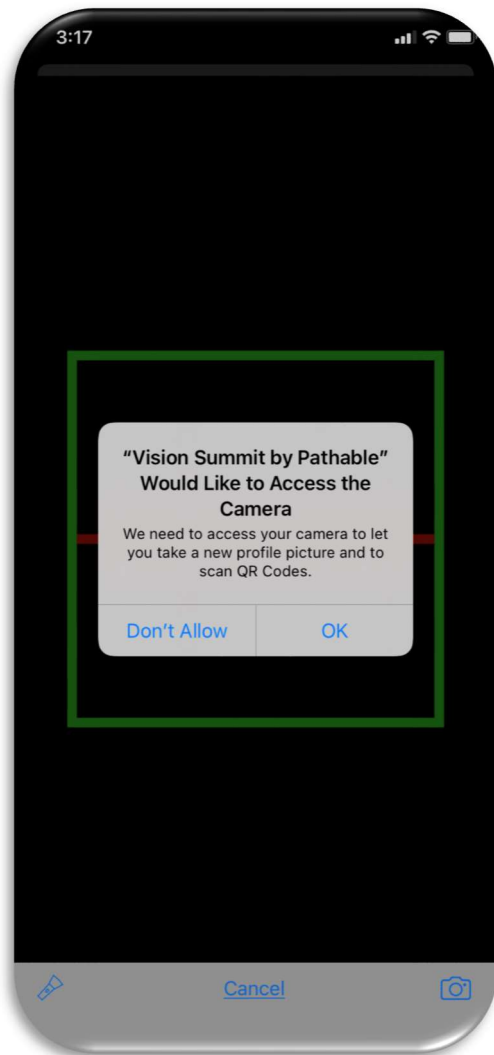 3:17
“Vision Summit by Pathable”
Would Like to Access the
Camera
We need to access your camera to let
you take a new profile picture and to
scan QR Codes.
Don’t Allow OK
Cancel